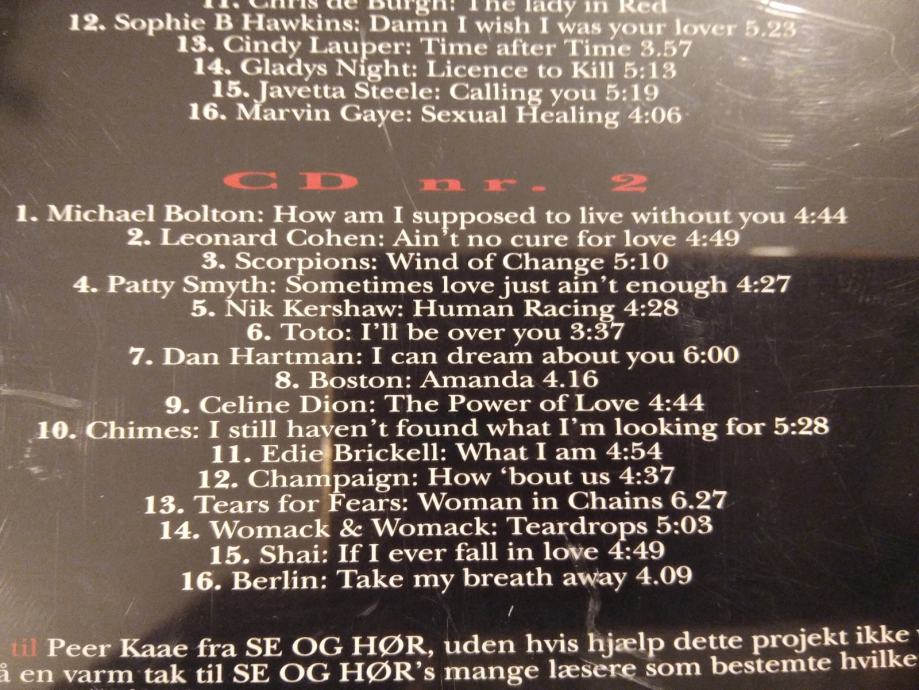 11. Chris de Burgh: The lady in Red
12. Sophie B Hawkins: Damn I wish I was your lover 5.23
13. Cindy Lauper: Time after Time 3.57
14. Gladys Night: Licence to Kill 5:13
15. Javetta Steele: Calling you 5:19
16. Marvin Gaye: Sexual Healing 4:06
CD nr. 2
1. Michael Bolton: How am I supposed to live without you 4:44
2. Leonard Cohen: Ain't no cure for love 4:49
3. Scorpions: Wind of Change 5:10
4. Patty Smyth: Sometimes love just ain't enough 4:27
5. Nik Kershaw: Human Racing 4:28
6. Toto: I'll be over you 3:37
7. Dan Hartman: I can dream about you 6:00
8. Boston: Amanda 4.16
9. Celine Dion: The Power of Love 4:44
10. Chimes: I still haven't found what I'm looking for 5:28
11. Edie Brickell: What I am 4:54
12. Champaign: How 'bout us 4:37
13. Tears for Fears: Woman in Chains 6.27
14. Womack & Womack: Teardrops 5:03
15. Shai: If I ever fall in love 4:49
16. Berlin: Take my breath away 4.09
til Peer Kaae fra SE OG HØR, uden hvis hjælp dette projekt ikke
å en varm tak til SE OG HØR's mange læsere som bestemte hvilke